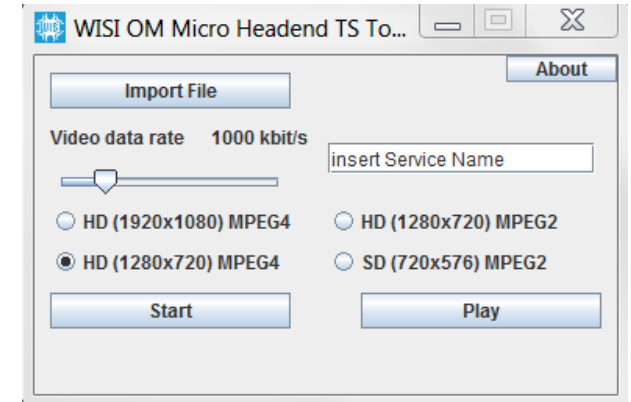 WISI OM Micro Headend TS To...
About
Import File
Video data rate 1000 kbit/s
insert Service Name
HD (1920x1080) MPEG4 HD (1280x720) MPEG2
HD (1280x720) MPEG4 SD (720x576) MPEG2
Start Play